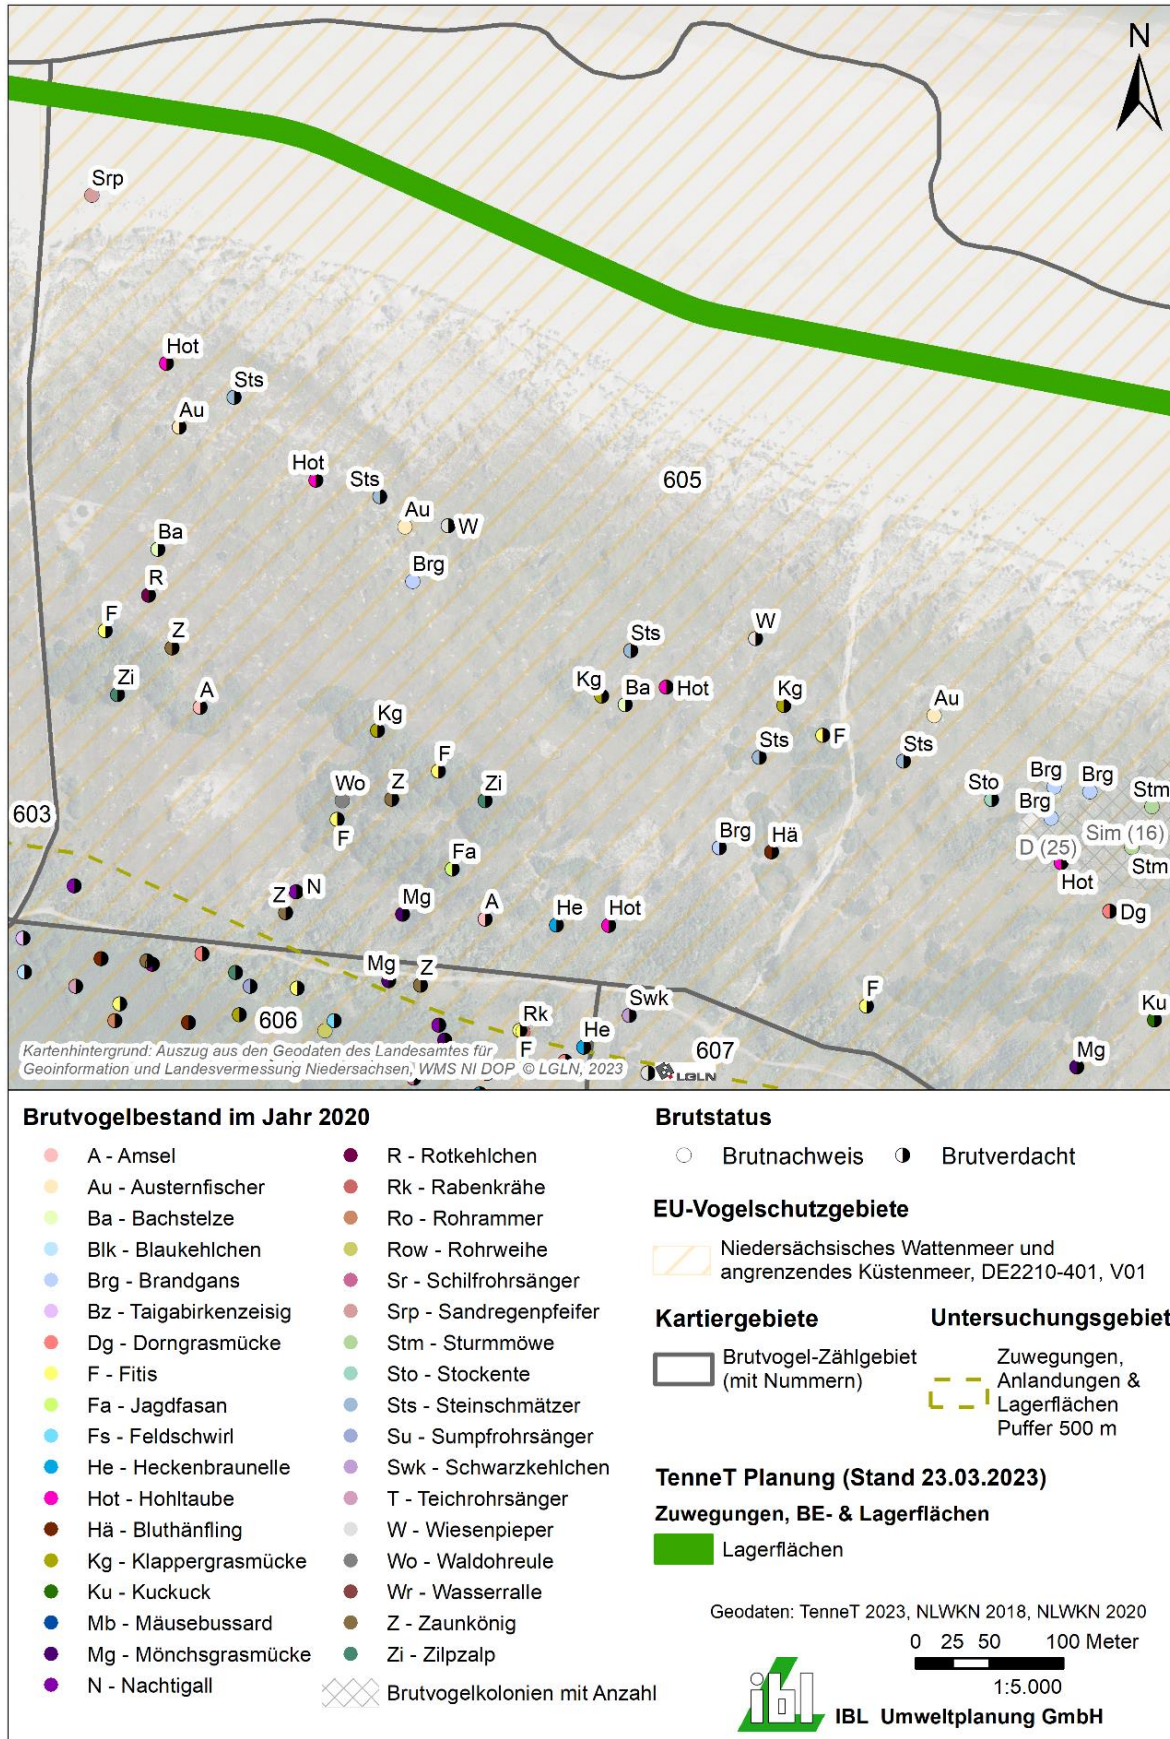 N
Srp
Hot
Sts
Au
Hot
Sts
605
Au
W
Ba
Brg
R
F
Z
W
Sts
Zi
A
Kg
Ba
Hot
Kg
Au
Kg
F
Sts
F
Sts
Wo
Z
Zi
Sto
Brg
Brg
Stm
603
Brg
F
Brg
Hä
D (25)
Sim (16)
Fa
Hot
Stm
Z
N
Mg
A
He
Hot
Dg
Mg
Z
F
Swk
Ku
606
Rk
He
F
607
Mg
Kartenhintergrund: Auszug aus den Geodaten des Landesamtes für
Geoinformation und Landesvermessung Niedersachsen, WMS NI DOP © LGLN, 2023
LGLN
Brutvogelbestand im Jahr 2020
A - Amsel
Au - Austernfischer
Ba - Bachstelze
Blk - Blaukehlchen
Brg - Brandgans
Bz - Taigabirkenzeisig
Dg - Dorngrasmücke
F - Fitis
Fa - Jagdfasan
Fs - Feldschwirl
He - Heckenbraunelle
Hot - Hohltaube
Hä - Bluthänfling
Kg - Klappergrasmücke
Ku - Kuckuck
Mb - Mäusebussard
Mg - Mönchsgrasmücke
N - Nachtigall
R - Rotkehlchen
Rk - Rabenkrähe
Ro - Rohrammer
Row - Rohrweihe
Sr - Schilfrohrsänger
Srp - Sandregenpfeifer
Stm - Sturmmöwe
Sto - Stockente
Sts - Steinschmätzer
Su - Sumpfrohrsänger
Swk - Schwarzkehlchen
T - Teichrohrsänger
W - Wiesenpieper
Wo - Waldohreule
Wr - Wasserralle
Z - Zaunkönig
Zi - Zilpzalp
Brutvogelkolonien mit Anzahl
Brutstatus
Brutnachweis
Brutverdacht
EU-Vogelschutzgebiete
Niedersächsisches Wattenmeer und
angrenzendes Küstenmeer, DE2210-401, V01
Kartiergebiete
Brutvogel-Zählgebiet
(mit Nummern)
Untersuchungsgebiet
Zuwegungen,
Anlandungen &
Lagerflächen
Puffer 500 m
TenneT Planung (Stand 23.03.2023)
Zuwegungen, BE- & Lagerflächen
Lagerflächen
Geodaten: TenneT 2023, NLWKN 2018, NLWKN 2020
0 25 50 100 Meter
1:5.000
ibl
IBL Umweltplanung GmbH